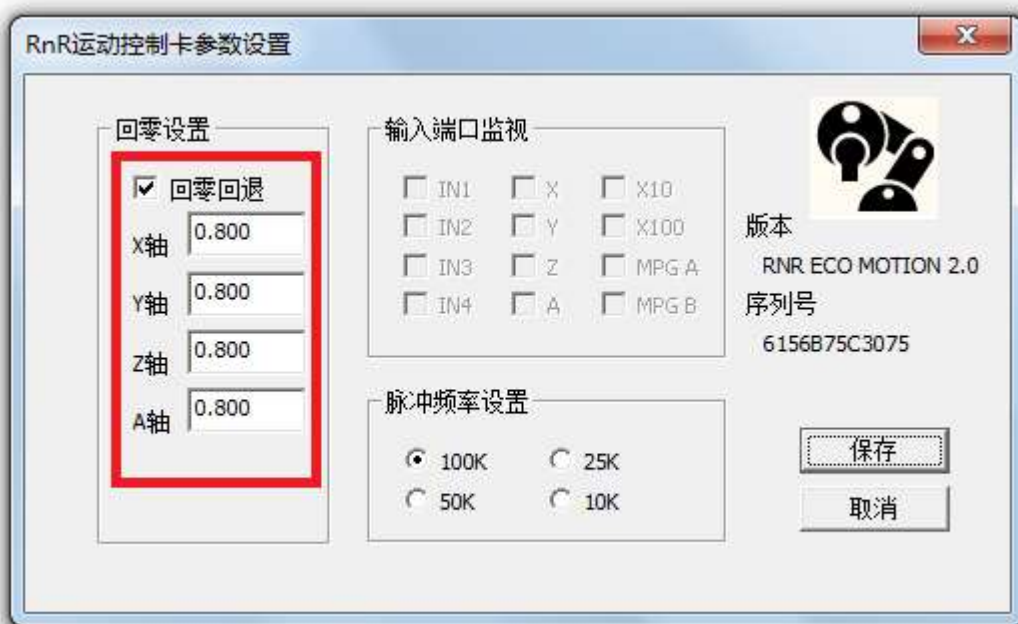 RnR运动控制卡参数设置
回零设置
回零回退
X轴 0.800
Y轴 0.800
Z轴 0.800
A轴 0.800
输入端口监视
IN1 X X10
IN2 Y X100
IN3 Z MPG A
IN4 A MPG B
脉冲频率设置
100K 25K
50K 10K
版本
RNR ECO MOTION 2.0
序列号
6156B75C3075
保存
取消